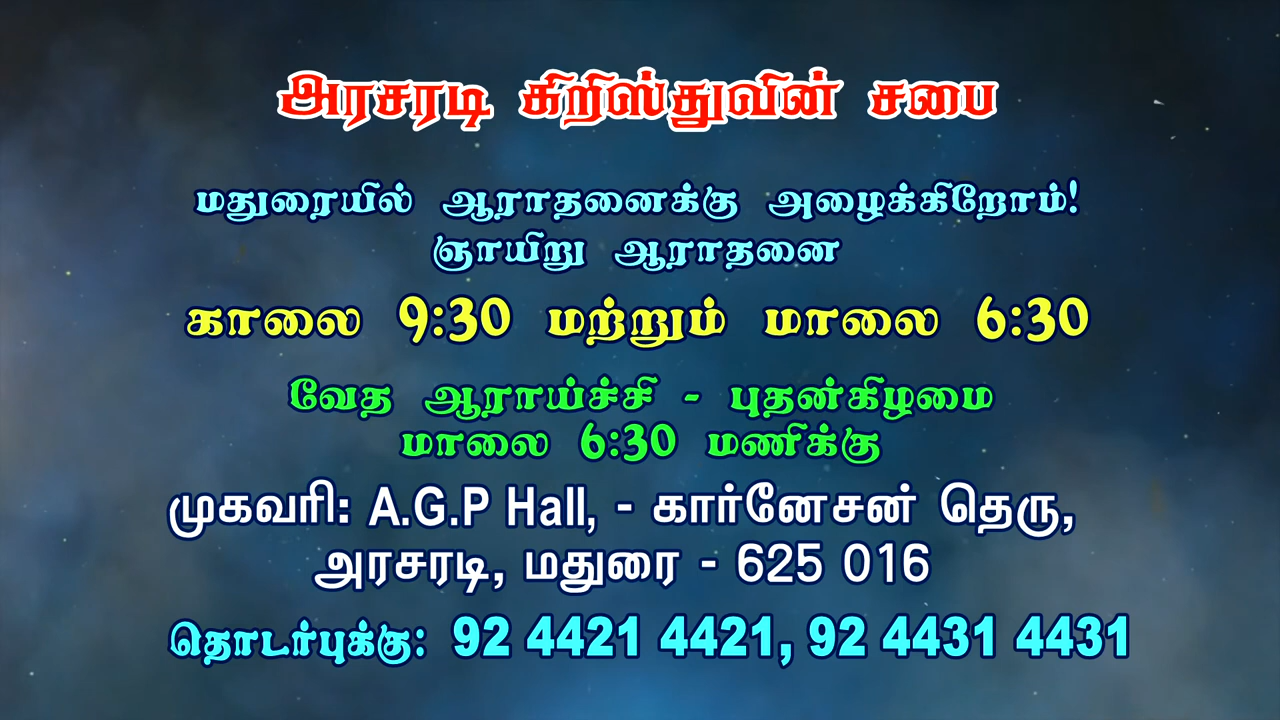 அரசரடி கிறிஸ்துவின் சபை
மதுரையில் ஆராதனைக்கு அழைக்கிறோம்!
ஞாயிறு ஆராதனை
காலை 9:30 மற்றும் மாலை 6:30
வேத ஆராய்ச்சி - புதன்கிழமை
மாலை 6:30 மணிக்கு
முகவரி: A.G.P Hall, - கார்னேசன் தெரு,
அரசரடி, மதுரை - 625 016
தொடர்புக்கு: 92 4421 4421, 92 4431 4431